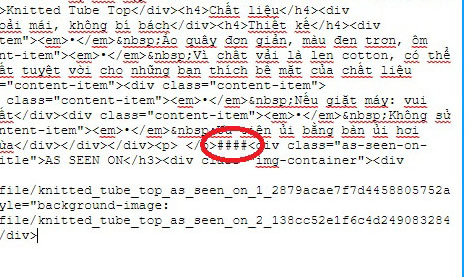 >Knitted Tube Top</div><h4>Chất liệu</h4><div
oải mái, không bí bách</div><h4>Thiết kế</h4><div
tem"><em>•</em>&nbsp;Áo quây đơn giản, màu đen trơn, ôm
ent-item"><em>•</em>&nbsp;Vì chất vải là len cotton, có thể
ất tuyệt vời cho những bạn thích bề mặt của chất liệu
="content-item"><div class="content-item">
class="content-item"><em>•</em>&nbsp;Nếu giặt máy: vui
ất</div><div class="content-item"><em>•</em>&nbsp;Không sử
ntent-item"><em>•</em>&nbsp; tiện ủi bằng bàn ủi hơi
ủa</div></div></div><p> </p>####<div class="as-seen-on-
title">AS SEEN ON</h3><div class="img-container"><div
file/knitted_tube_top_as_seen_on_1_2879acae7f7d4458805752a
yle="background-image:
file/knitted_tube_top_as_seen_on_2_138cc52e1f6c4d249083284
/div>